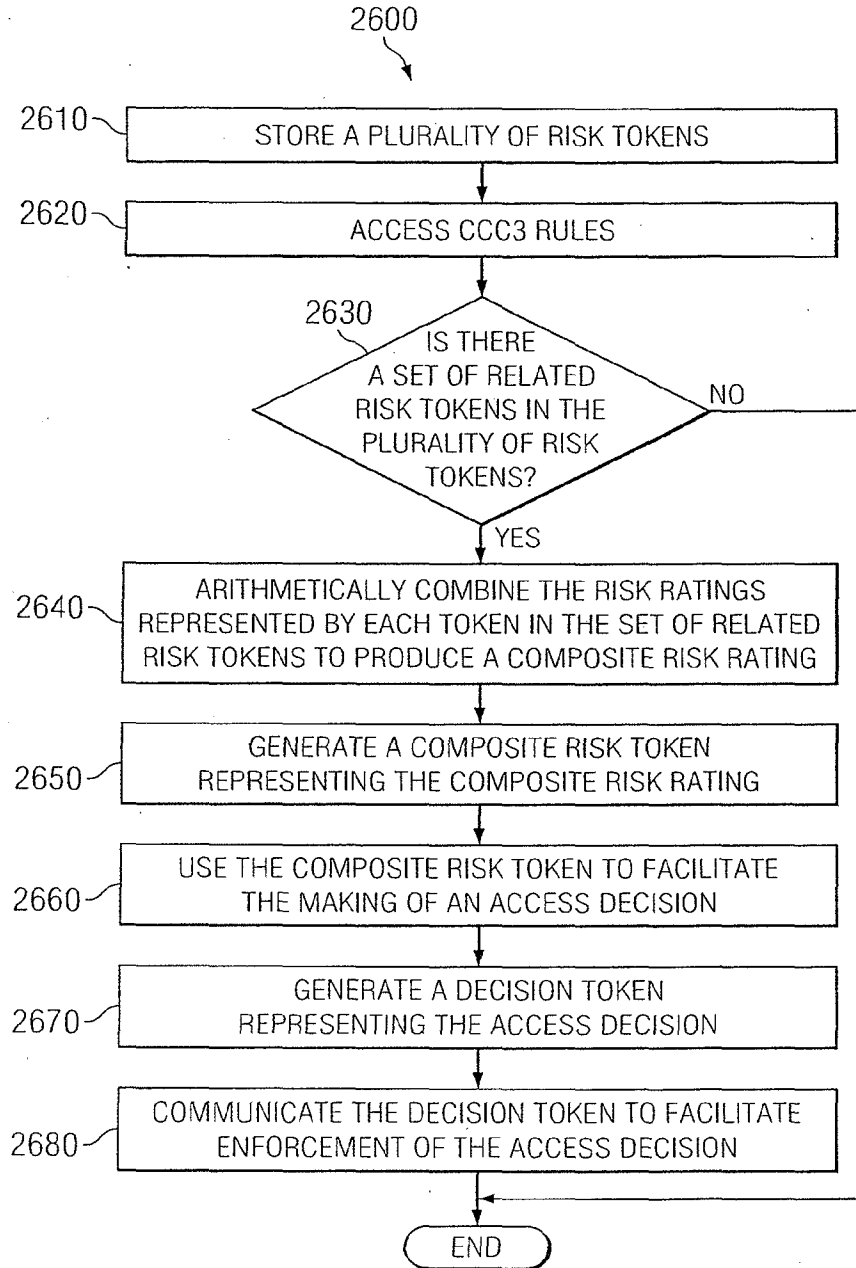 2600
2610
STORE A PLURALITY OF RISK TOKENS
2620
ACCESS CCC3 RULES
2630
IS THERE
A SET OF RELATED
RISK TOKENS IN THE
PLURALITY OF RISK
TOKENS?
NO
YES
2640
ARITHMETICALLY COMBINE THE RISK RATINGS
REPRESENTED BY EACH TOKEN IN THE SET OF RELATED
RISK TOKENS TO PRODUCE A COMPOSITE RISK RATING
2650
GENERATE A COMPOSITE RISK TOKEN
REPRESENTING THE COMPOSITE RISK RATING
2660
USE THE COMPOSITE RISK TOKEN TO FACILITATE
THE MAKING OF AN ACCESS DECISION
2670
GENERATE A DECISION TOKEN
REPRESENTING THE ACCESS DECISION
2680
COMMUNICATE THE DECISION TOKEN TO FACILITATE
ENFORCEMENT OF THE ACCESS DECISION
END